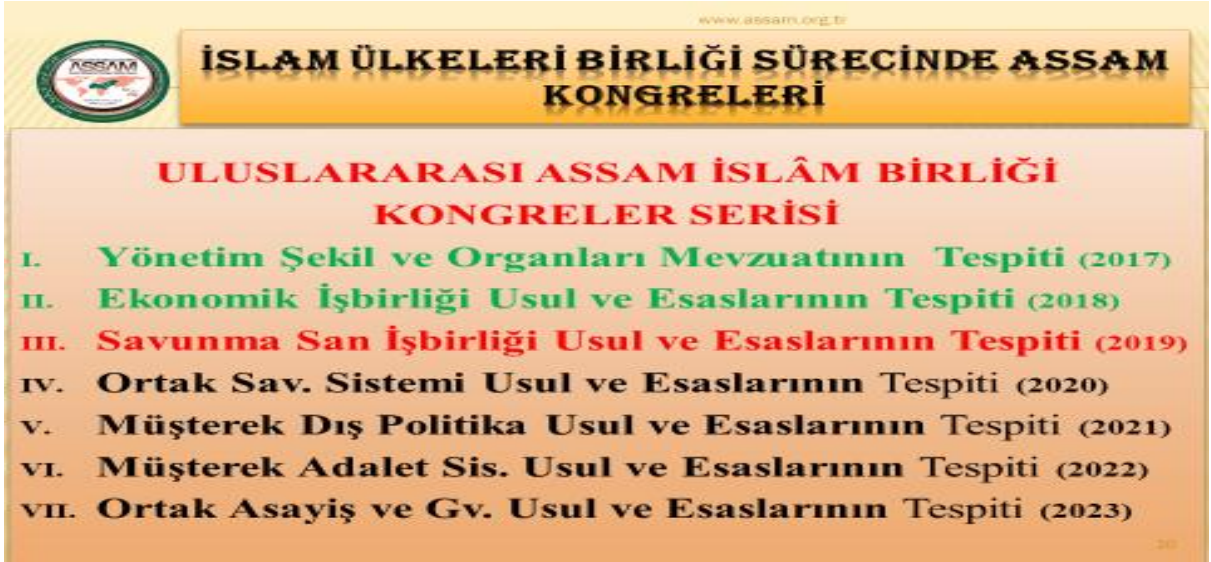 www.assam.org.tr
ASSAM
İSLAM ÜLKELERİ BİRLİĞİ SÜRECİNDE ASSAM
KONGRELERİ
ULUSLARARASI ASSAM İSLÂM BİRLİĞİ
KONGRELER SERİSİ
I. Yönetim Şekil ve Organları Mevzuatının Tespiti (2017)
II. Ekonomik İşbirliği Usul ve Esaslarının Tespiti (2018)
III. Savunma San İşbirliği Usul ve Esaslarının Tespiti (2019)
IV. Ortak Sav. Sistemi Usul ve Esaslarının Tespiti (2020)
V. Müşterek Dış Politika Usul ve Esaslarının Tespiti (2021)
VI. Müşterek Adalet Sis. Usul ve Esaslarının Tespiti (2022)
VII. Ortak Asayiş ve Gv. Usul ve Esaslarının Tespiti (2023)
20